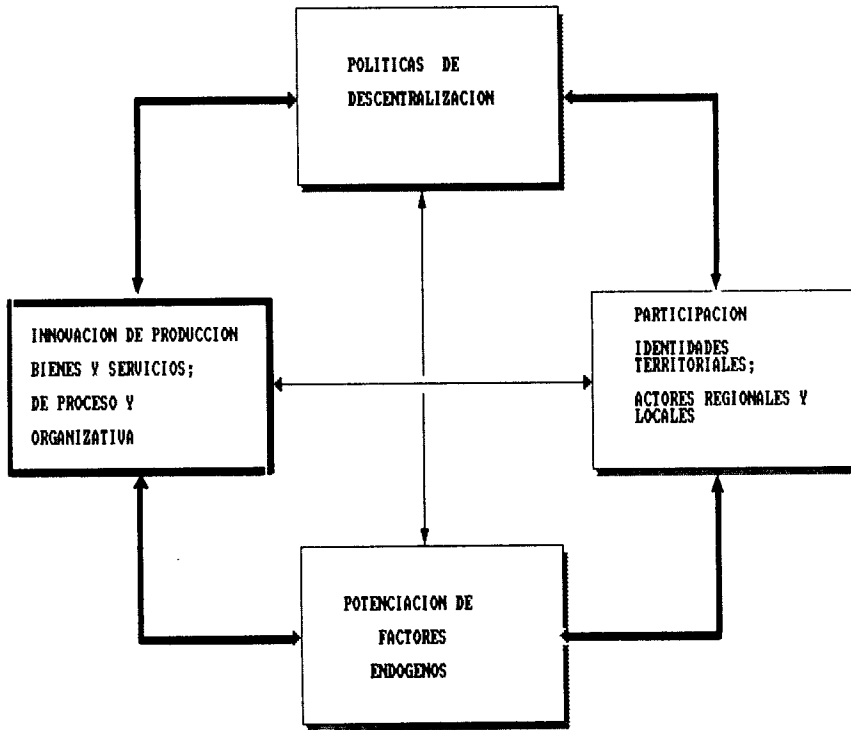 POLITICAS DE
DESCENTRALIZACION
INNOVACION DE PRODUCCION
BIENES Y SERVICIOS;
DE PROCESO Y
ORGANIZATIVA
PARTICIPACION
IDENTIDADES
TERRITORIALES;
ACTORES REGIONALES Y
LOCALES
POTENCIACION DE
FACTORES
ENDOGENOS